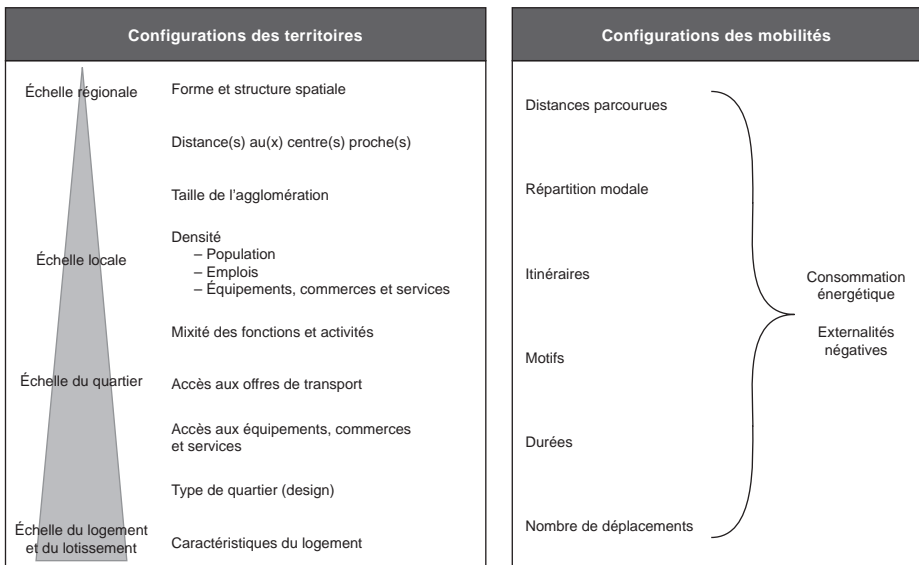 Configurations des territoires
Échelle régionale
Échelle locale
Échelle du quartier
Échelle du logement
et du lotissement
Forme et structure spatiale
Distance(s) au(x) centre(s) proche(s)
Taille de l’agglomération
Densité
– Population
– Emplois
– Équipements, commerces et services
Mixité des fonctions et activités
Accès aux offres de transport
Accès aux équipements, commerces
et services
Type de quartier (design)
Caractéristiques du logement
Configurations des mobilités
Distances parcourues
Répartition modale
Itinéraires
Motifs
Durées
Nombre de déplacements
Consommation
énergétique
Externalités
négatives